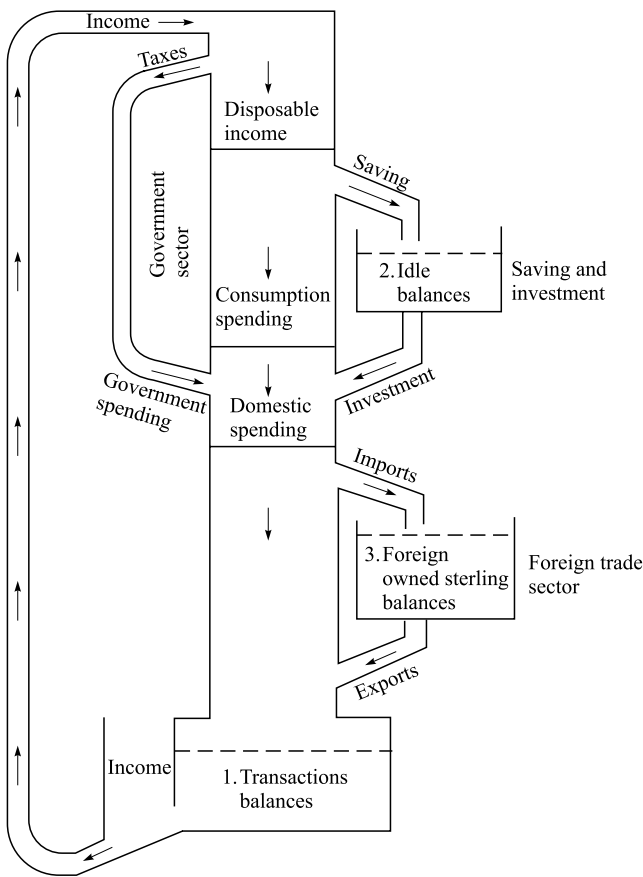 Income
Taxes
Disposable
income
Saving
Government
sector
2. Idle
balances
Saving and
investment
Consumption
spending
Government
spending
Investment
Domestic
spending
Imports
3. Foreign
owned sterling
balances
Foreign trade
sector
Exports
Income
1. Transactions
balances